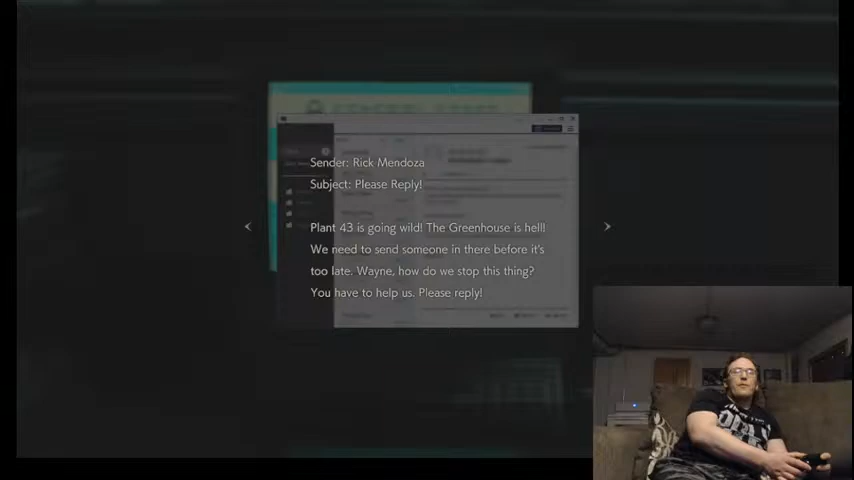 Sender: Rick Mendoza
Subject: Please Reply!
Plant 43 is going wild! The Greenhouse is hell!
We need to send someone in there before it's
too late. Wayne, how do we stop this thing?
You have to help us. Please reply!